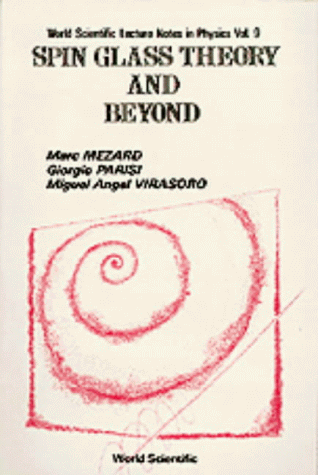 World Scientific Lecture Notes in Physics Vol. 9
SPIN GLASS THEORY
AND
BEYOND
Marc MEZARD
Giorgio PARISI
Miguel Angel VIRASORO
World Scientific